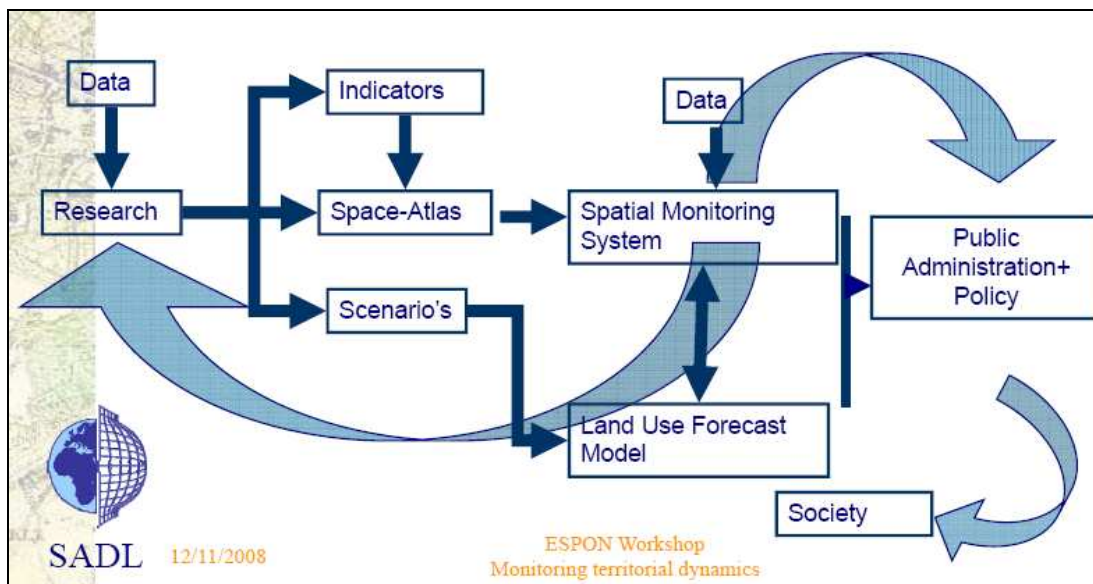 Data
Indicators
Data
Research
Space-Atlas
Spatial Monitoring
System
Public
Administration+
Policy
Scenario's
Land Use Forecast
Model
Society
SADL
12/11/2008
ESPON Workshop
Monitoring territorial dynamics